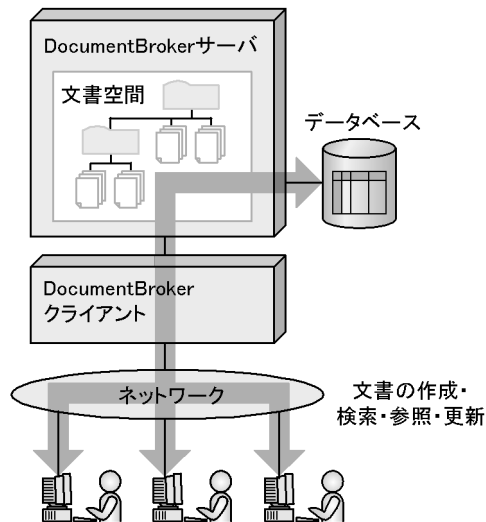 DocumentBrokerサーバ
文書空間
データベース
DocumentBroker
クライアント
ネットワーク
文書の作成・
検索・参照・更新